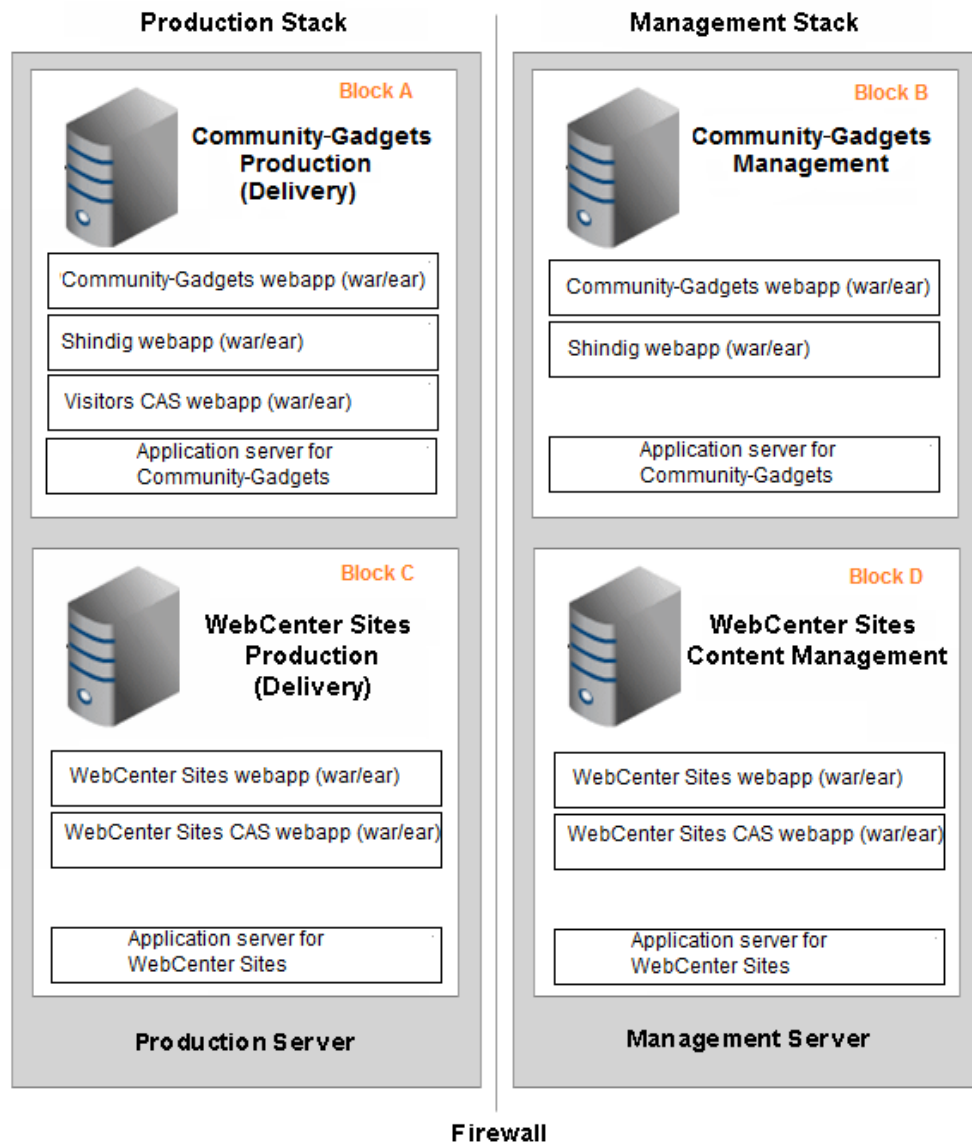 Production Stack
Management Stack
Block A
Community-Gadgets
Production
(Delivery)
Community-Gadgets webapp (war/ear)
Shindig webapp (war/ear)
Visitors CAS webapp (war/ear)
Application server for
Community-Gadgets
Block B
Community-Gadgets
Management
Community-Gadgets webapp (war/ear)
Shindig webapp (war/ear)
Application server for
Community-Gadgets
Block C
WebCenter Sites
Production
(Delivery)
WebCenter Sites webapp (war/ear)
WebCenter Sites CAS webapp (war/ear)
Application server for
WebCenter Sites
Production Server
Block D
WebCenter Sites
Content Management
WebCenter Sites webapp (war/ear)
WebCenter Sites CAS webapp (war/ear)
Application server for
WebCenter Sites
Management Server
Firewall